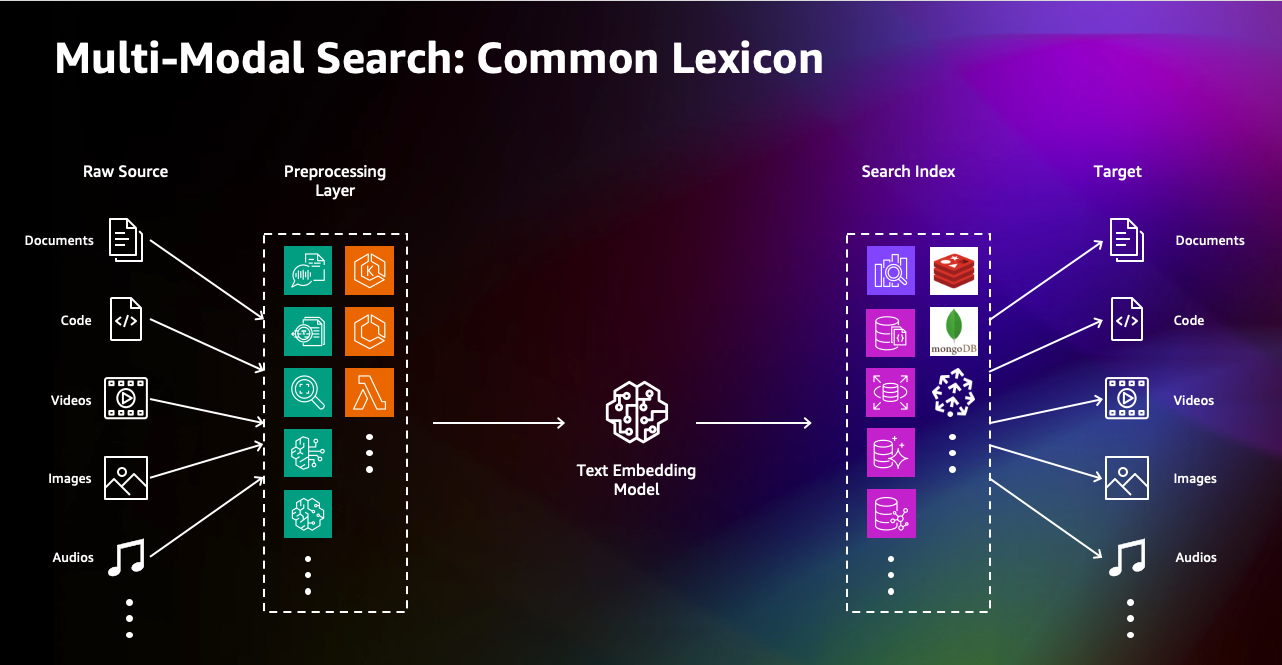 Multi-Modal Search: Common Lexicon
Raw Source
Preprocessing
Layer
Search Index
Target
Documents
Code
Videos
Images
Audios
</>
K
Text Embedding
Model
{}
mongoDB
Documents
Code
Videos
Images
Audios
</>